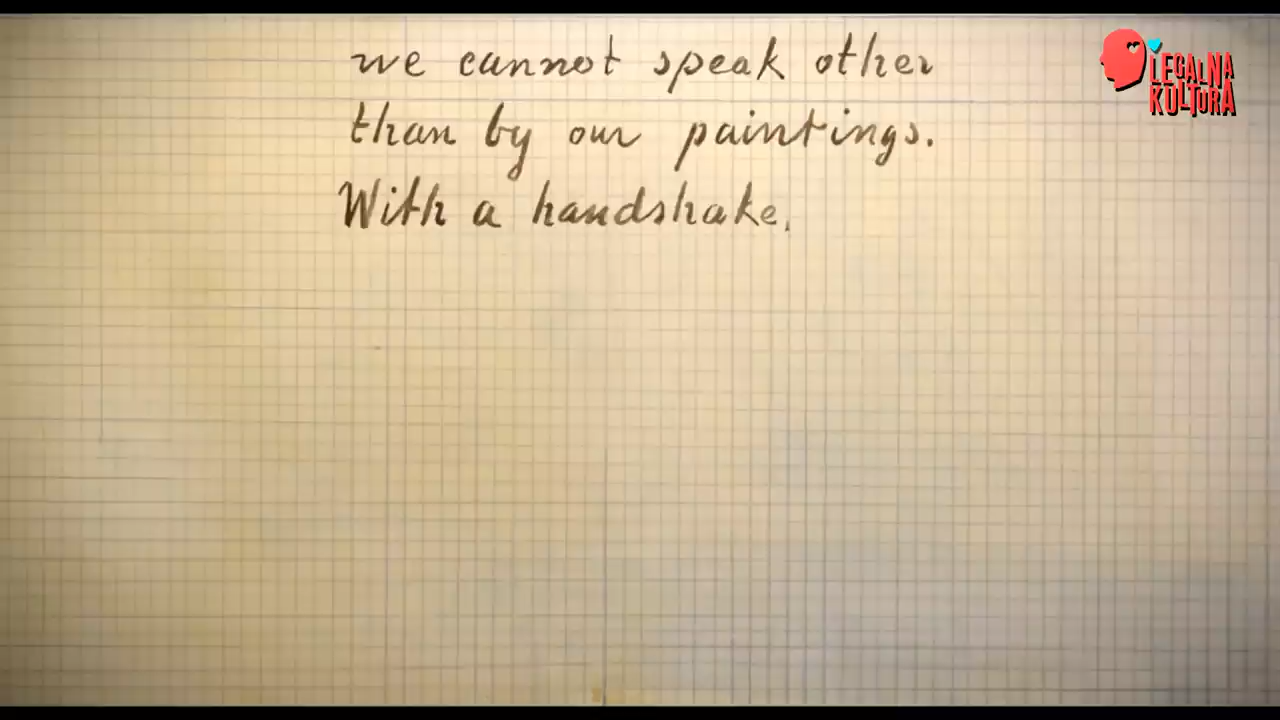 we cannot speak other
than by our paintings.
With a handshake,
LEGALNA
KULTURA